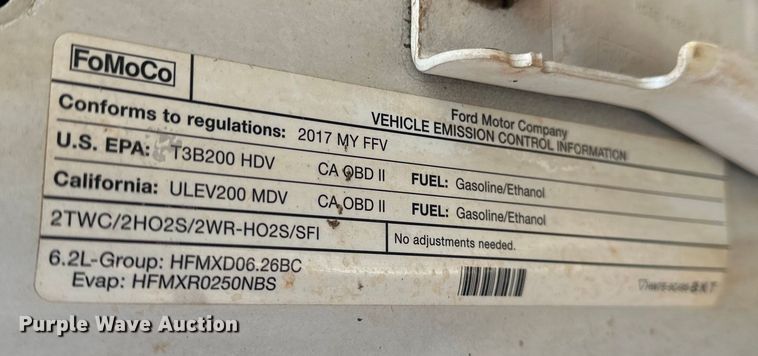 FoMoCo
Ford Motor Company
VEHICLE EMISSION CONTROL INFORMATION
Conforms to regulations: 2017 MY FFV
U.S. EPA: T3B200 HDV CA OBD II FUEL: Gasoline/Ethanol
California: ULEV200 MDV CA OBD II FUEL: Gasoline/Ethanol
2TWC/2HO2S/2WR-HO2S/SFI No adjustments needed.
6.2L-Group: HFMXD06.26BC
Evap: HFMXR0250NBS
Purple Wave Auction